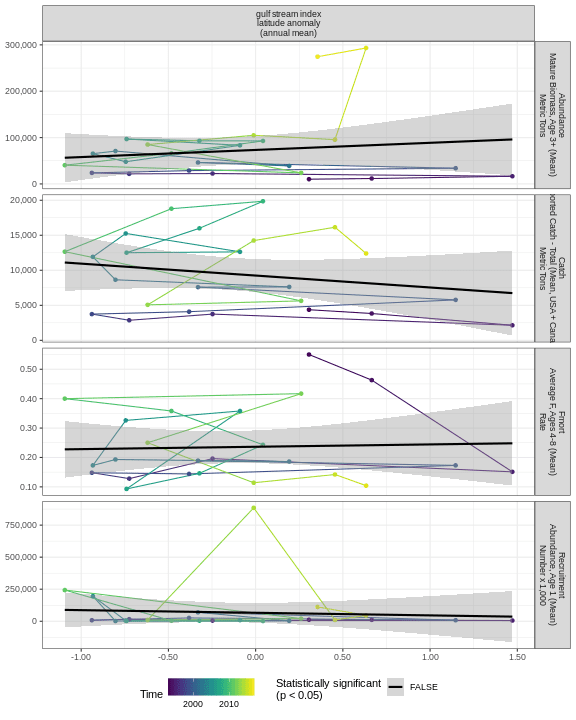 gulf stream index
latitude anomaly
(annual mean)
300,000
200,000
100,000
0
Abundance
Mature Biomass, Age 3+ (Mean)
Metric Tons
20,000
15,000
10,000
5,000
0
Catch
orted Catch - Total (Mean, USA + Cana
Metric Tons
0.50
0.40
0.30
0.20
0.10
Fmort
Average F, Ages 4-8 (Mean)
Rate
750,000
500,000
250,000
0
Recruitment
Abundance, Age 1 (Mean)
Number x 1,000
-1.00 -0.50 0.00 0.50 1.00 1.50
Time
2000 2010
Statistically significant
(p < 0.05)
FALSE